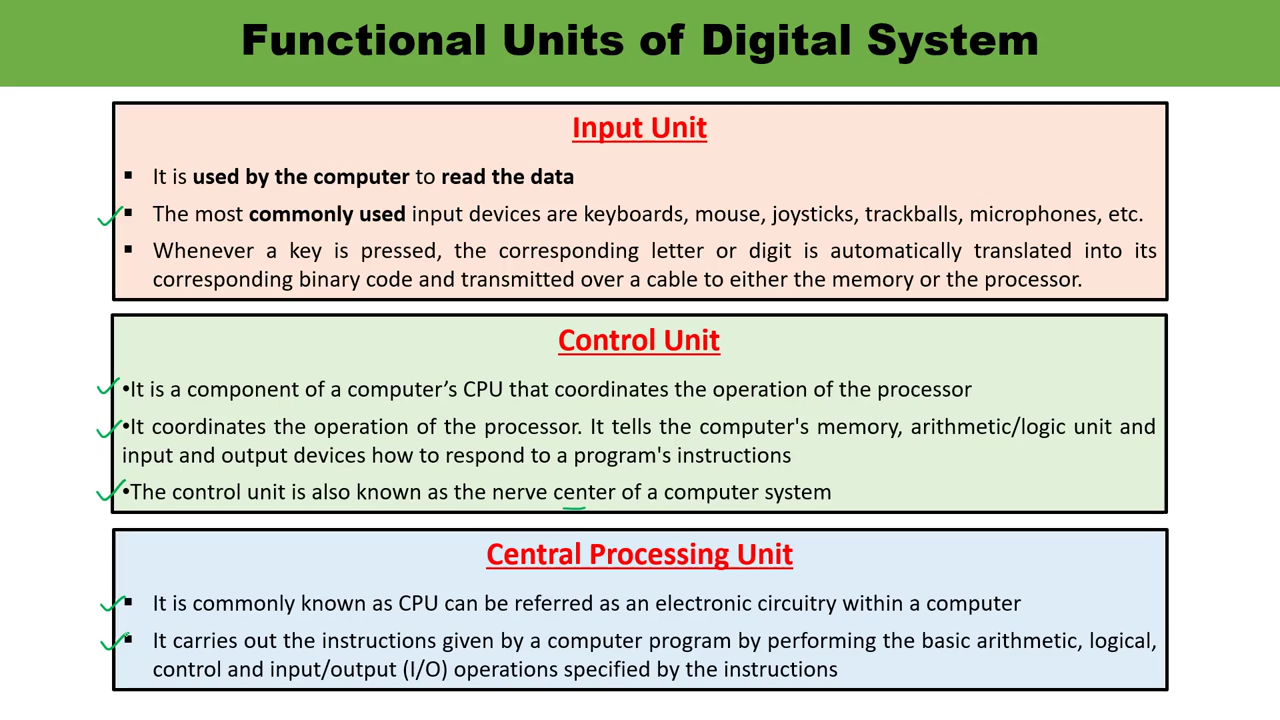 Functional Units of Digital System
Input Unit
▪ It is used by the computer to read the data
▪ The most commonly used input devices are keyboards, mouse, joysticks, trackballs, microphones, etc.
▪ Whenever a key is pressed, the corresponding letter or digit is automatically translated into its
corresponding binary code and transmitted over a cable to either the memory or the processor.
Control Unit
•It is a component of a computer’s CPU that coordinates the operation of the processor
•It coordinates the operation of the processor. It tells the computer's memory, arithmetic/logic unit and
input and output devices how to respond to a program's instructions
•The control unit is also known as the nerve center of a computer system
Central Processing Unit
▪ It is commonly known as CPU can be referred as an electronic circuitry within a computer
▪ It carries out the instructions given by a computer program by performing the basic arithmetic, logical,
control and input/output (I/O) operations specified by the instructions